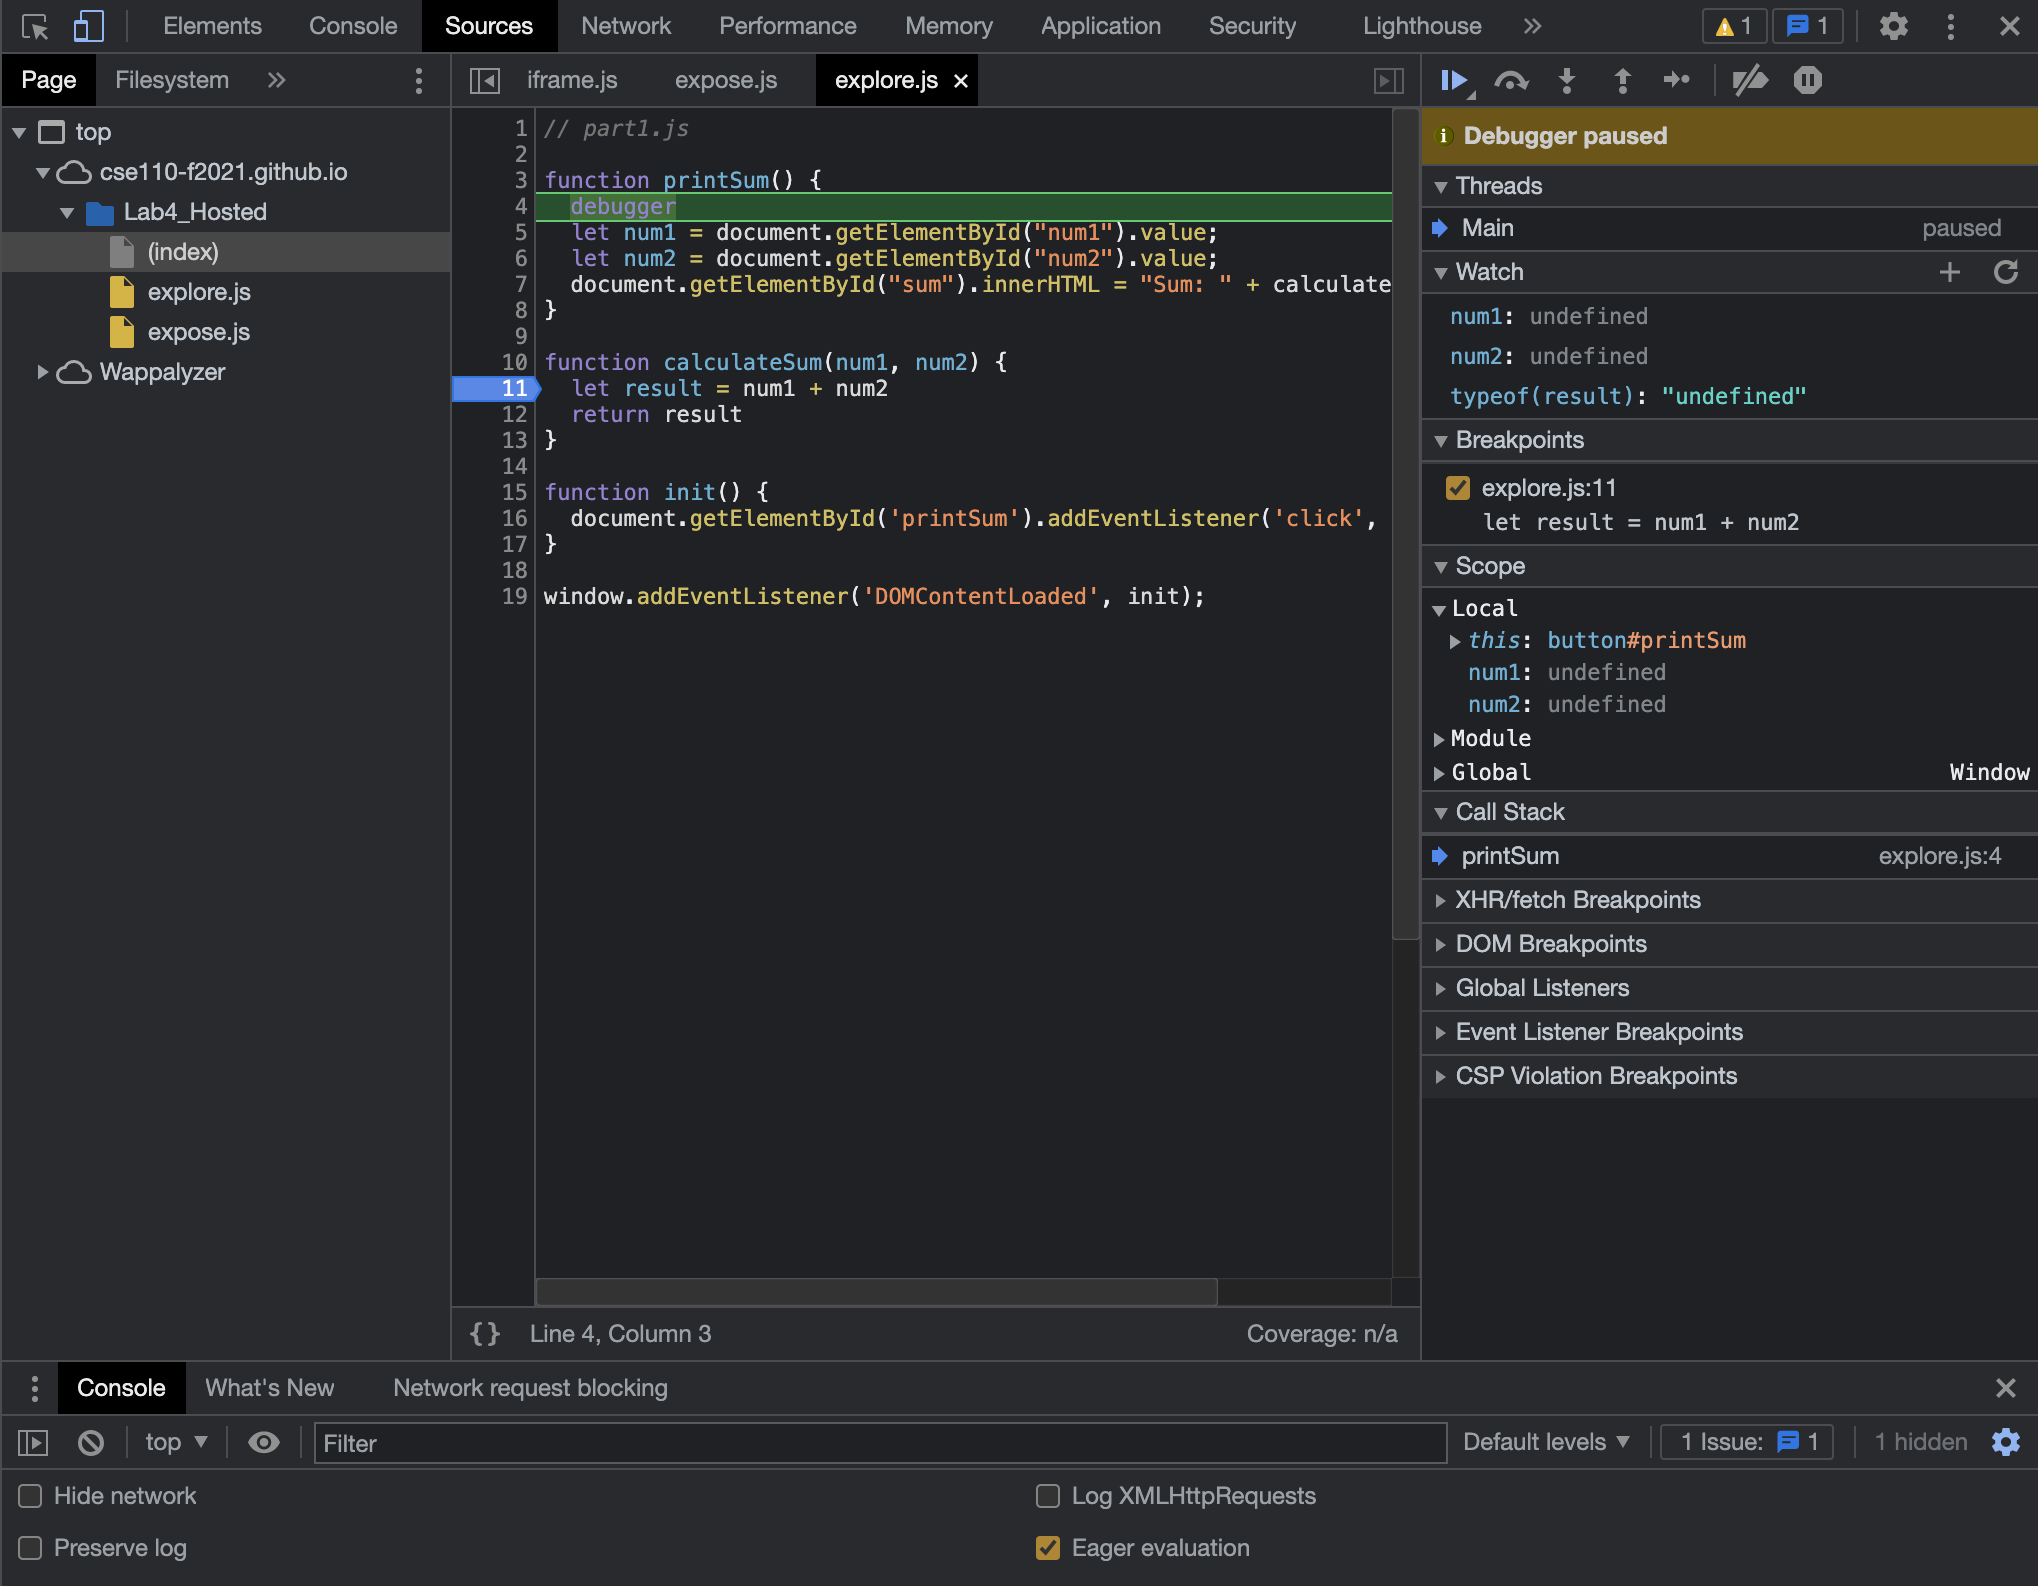 Elements Console Sources Network Performance Memory Application Security Lighthouse » 1 1
Page Filesystem »
top
cse110-f2021.github.io
Lab4_Hosted
(index)
explore.js
expose.js
Wappalyzer
iframe.js expose.js explore.js ×
1 // part1.js
2
3 function printSum() {
4 debugger
5 let num1 = document.getElementById("num1").value;
6 let num2 = document.getElementById("num2").value;
7 document.getElementById("sum").innerHTML = "Sum: " + calculate
8 }
9
10 function calculateSum(num1, num2) {
11 let result = num1 + num2
12 return result
13 }
14
15 function init() {
16 document.getElementById('printSum').addEventListener('click',
17 }
18
19 window.addEventListener('DOMContentLoaded', init);
{} Line 4, Column 3 Coverage: n/a
Debugger paused
Threads
Main paused
Watch
num1: undefined
num2: undefined
typeof(result): "undefined"
Breakpoints
explore.js:11
let result = num1 + num2
Scope
Local
this: button#printSum
num1: undefined
num2: undefined
Module
Global Window
Call Stack
printSum explore.js:4
XHR/fetch Breakpoints
DOM Breakpoints
Global Listeners
Event Listener Breakpoints
CSP Violation Breakpoints
Console What's New Network request blocking
top Filter Default levels 1 Issue: 1 1 hidden
Hide network Log XMLHttpRequests
Preserve log Eager evaluation